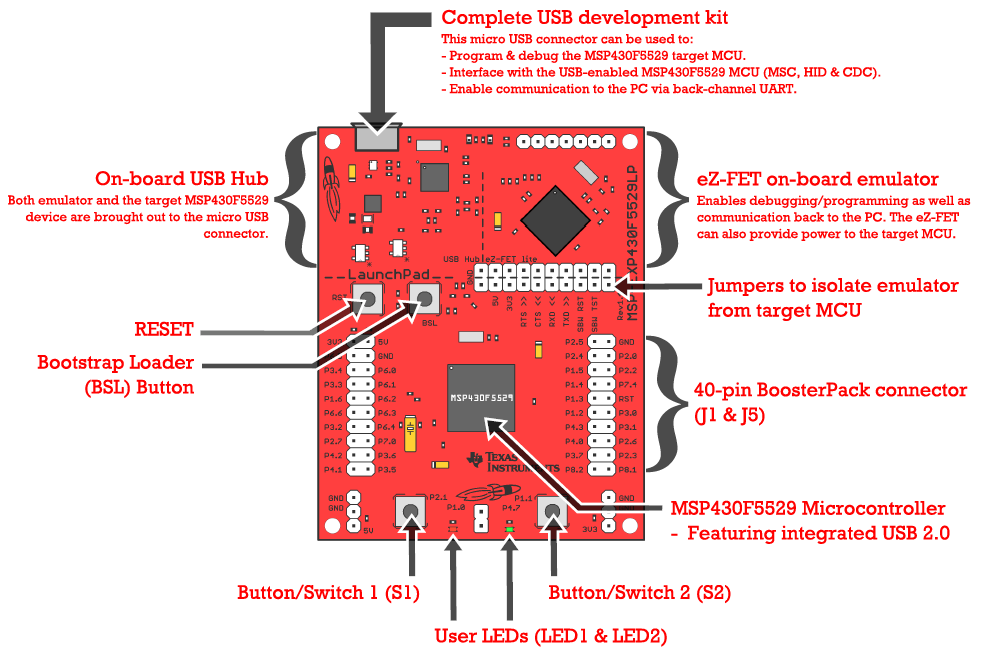 Complete USB development kit
This micro USB connector can be used to:
- Program & debug the MSP430F5529 target MCU.
- Interface with the USB-enabled MSP430F5529 MCU (MSC, HID & CDC).
- Enable communication to the PC via back-channel UART.
On-board USB Hub
Both emulator and the target MSP430F5529
device are brought out to the micro USB
connector.
eZ-FET on-board emulator
Enables debugging/programming as well as
communication back to the PC. The eZ-FET
can also provide power to the target MCU.
USB Hub
eZ-FET lite
LaunchPad
GND
5V
3V3
RTS >>
CTS <<
RXD <<
TXD >>
SBW RST
SBW TST
Jumpers to isolate emulator
from target MCU
RST
BSL
RESET
Bootstrap Loader
(BSL) Button
3V3 5V
GND
P3.4 P6.0
P3.3 P6.1
P1.6 P6.2
P6.6 P6.3
P3.2 P6.4
P2.7 P7.0
P4.2 P3.6
P4.1 P3.5
P2.5 GND
P2.4 P2.0
P1.5 P2.2
P1.4 P7.4
P1.3 RST
P1.2 P3.0
P4.3 P3.1
P4.0 P2.6
P3.7 P2.3
P8.2 P8.1
40-pin BoosterPack connector
(J1 & J5)
MSP430F5529
TEXAS
INSTRUMENTS
GND
GND
5V
P2.1
P1.0
P4.7
P1.1
GND
3V3
MSP430F5529 Microcontroller
- Featuring integrated USB 2.0
Button/Switch 1 (S1)
Button/Switch 2 (S2)
User LEDs (LED1 & LED2)